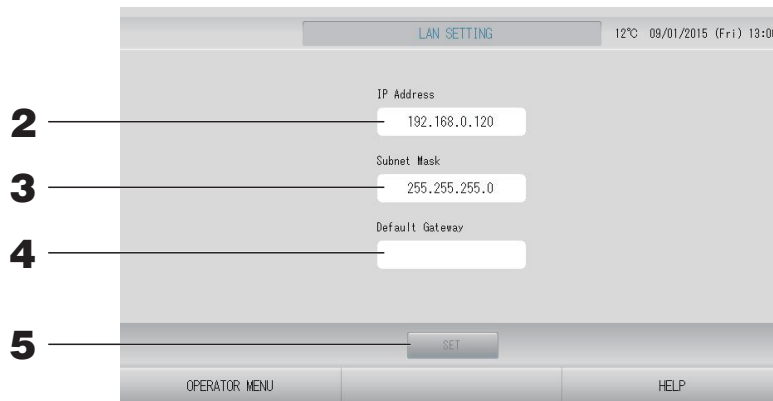 LAN SETTING
12℃ 09/01/2015 (Fri) 13:0
IP Address
2
192.168.0.120
Subnet Mask
3
255.255.255.0
Default Gateway
4
5
SET
OPERATOR MENU
HELP